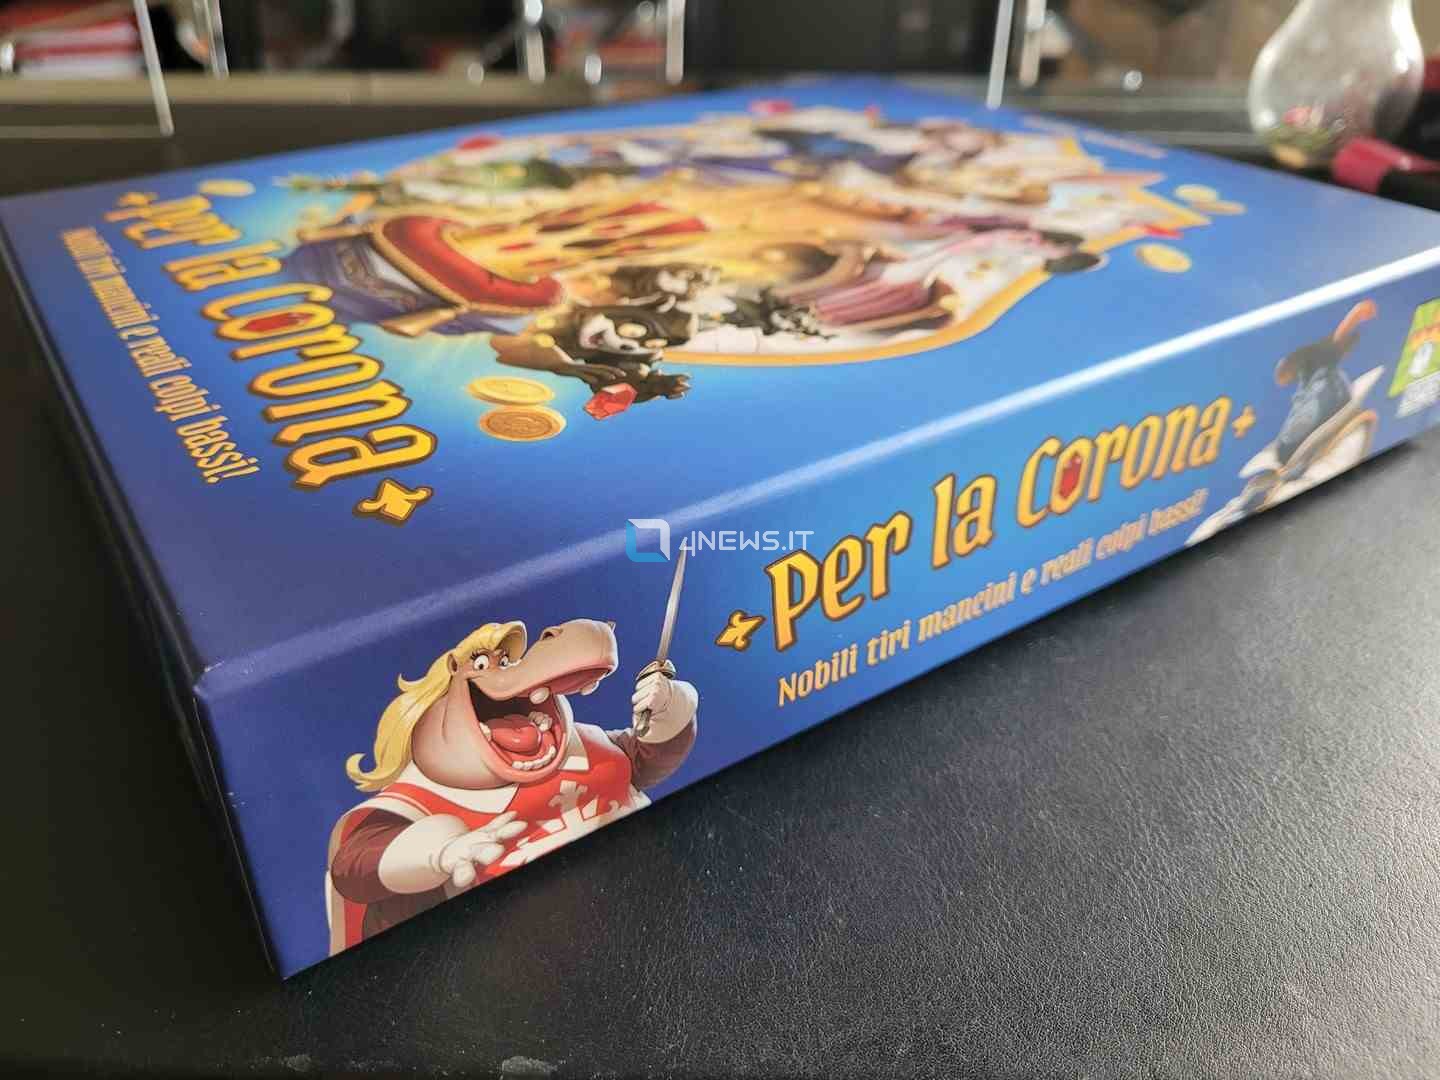 Per la Corona
Nobili tiri mancini e reali colpi bassi!
4NEWS.IT
Per la Corona
Nobili tiri mancini e reali colpi bassi!